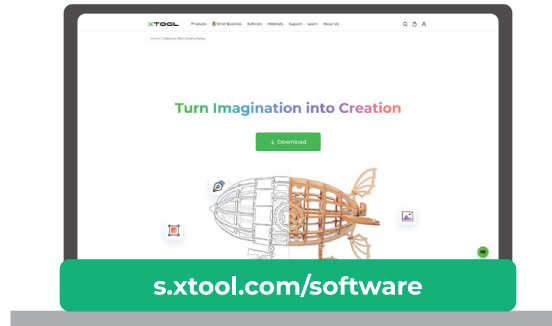 XTOOL
Products Small Business Software Materials Support Learn About Us
Turn Imagination into Creation
Download
s.xtool.com/software